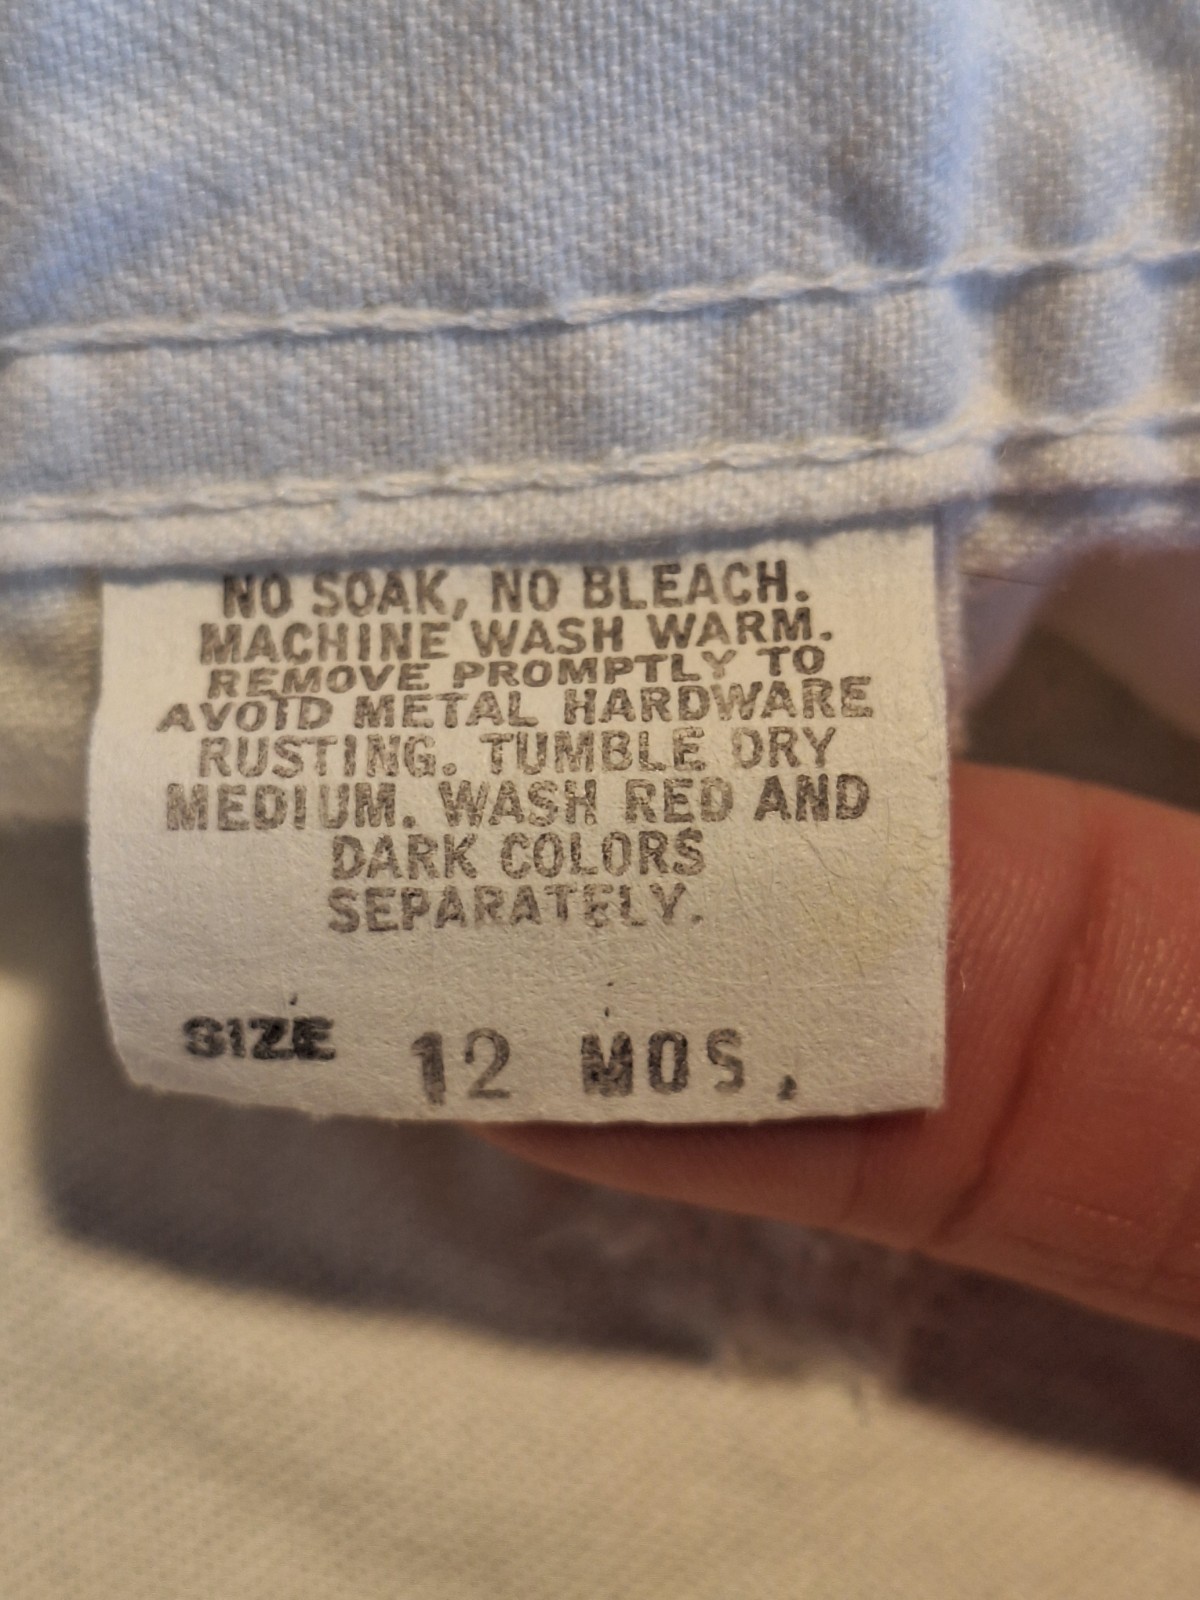 NO SOAK, NO BLEACH.
MACHINE WASH WARM.
REMOVE PROMPTLY TO
AVOID METAL HARDWARE
RUSTING. TUMBLE DRY
MEDIUM. WASH RED AND
DARK COLORS
SEPARATELY.
SIZE 12 MOS.